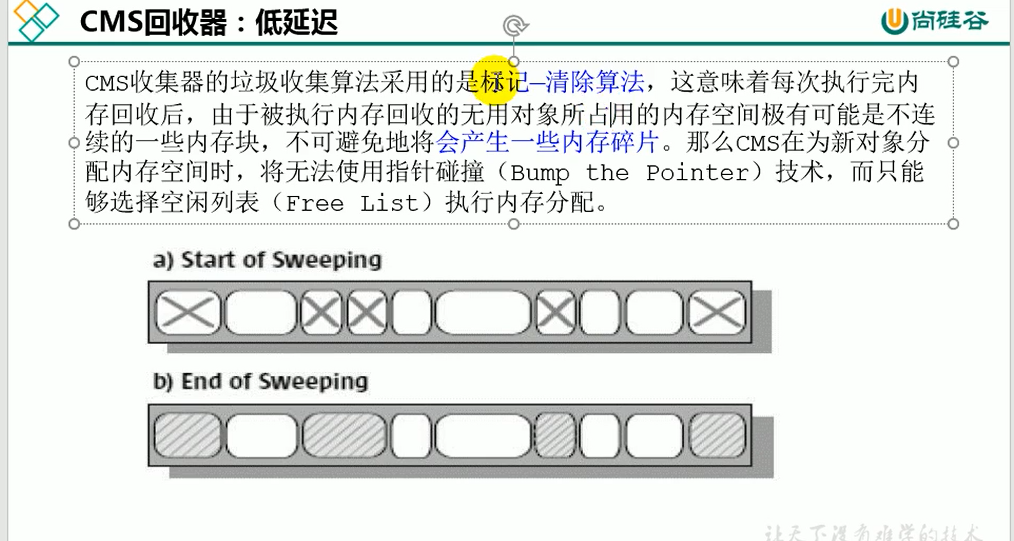 CMS回收器：低延迟
尚硅谷
CMS收集器的垃圾收集算法采用的是标记—清除算法，这意味着每次执行完内
存回收后，由于被执行内存回收的无用对象所占用的内存空间极有可能是不连
续的一些内存块，不可避免地将会产生一些内存碎片。那么CMS在为新对象分
配内存空间时，将无法使用指针碰撞（Bump the Pointer）技术，而只能
够选择空闲列表（Free List）执行内存分配。
a) Start of Sweeping
b) End of Sweeping
让天下没有难学的技术